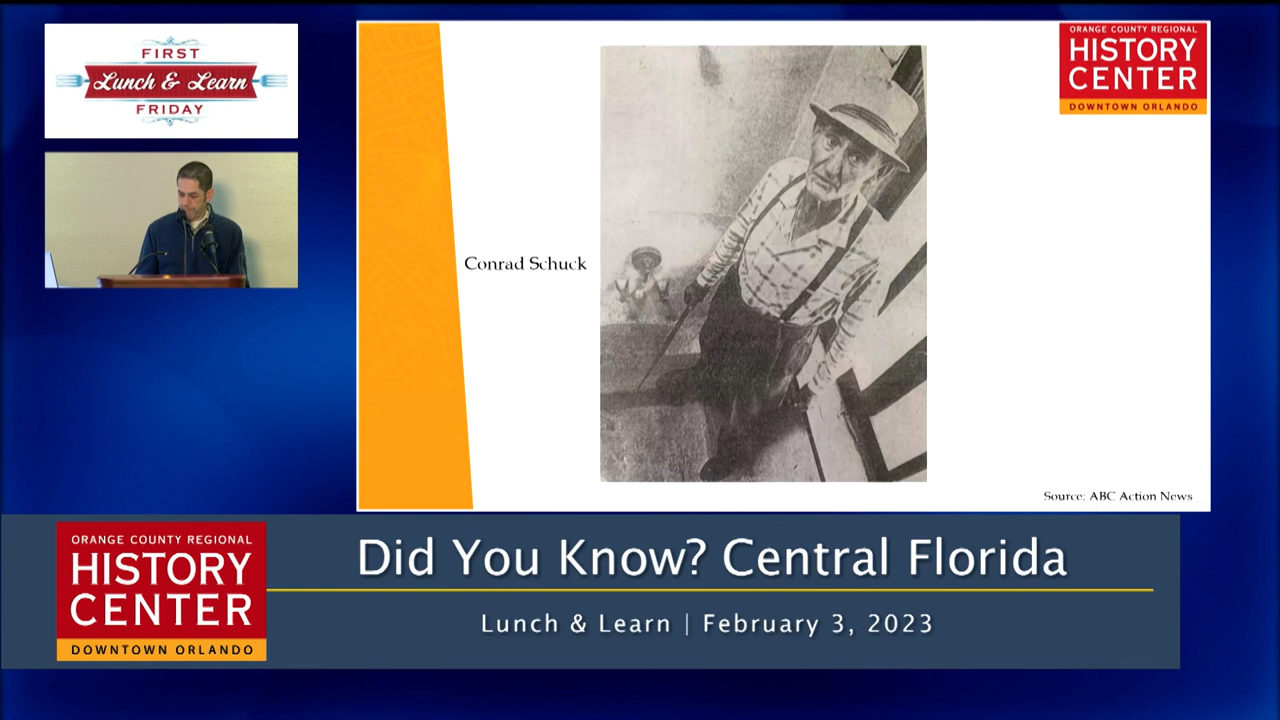 FIRST
Lunch & Learn
FRIDAY
ORANGE COUNTY REGIONAL
HISTORY
CENTER
DOWNTOWN ORLANDO
Conrad Schuck
Source: ABC Action News
ORANGE COUNTY REGIONAL
HISTORY
CENTER
DOWNTOWN ORLANDO
Did You Know? Central Florida
Lunch & Learn | February 3, 2023